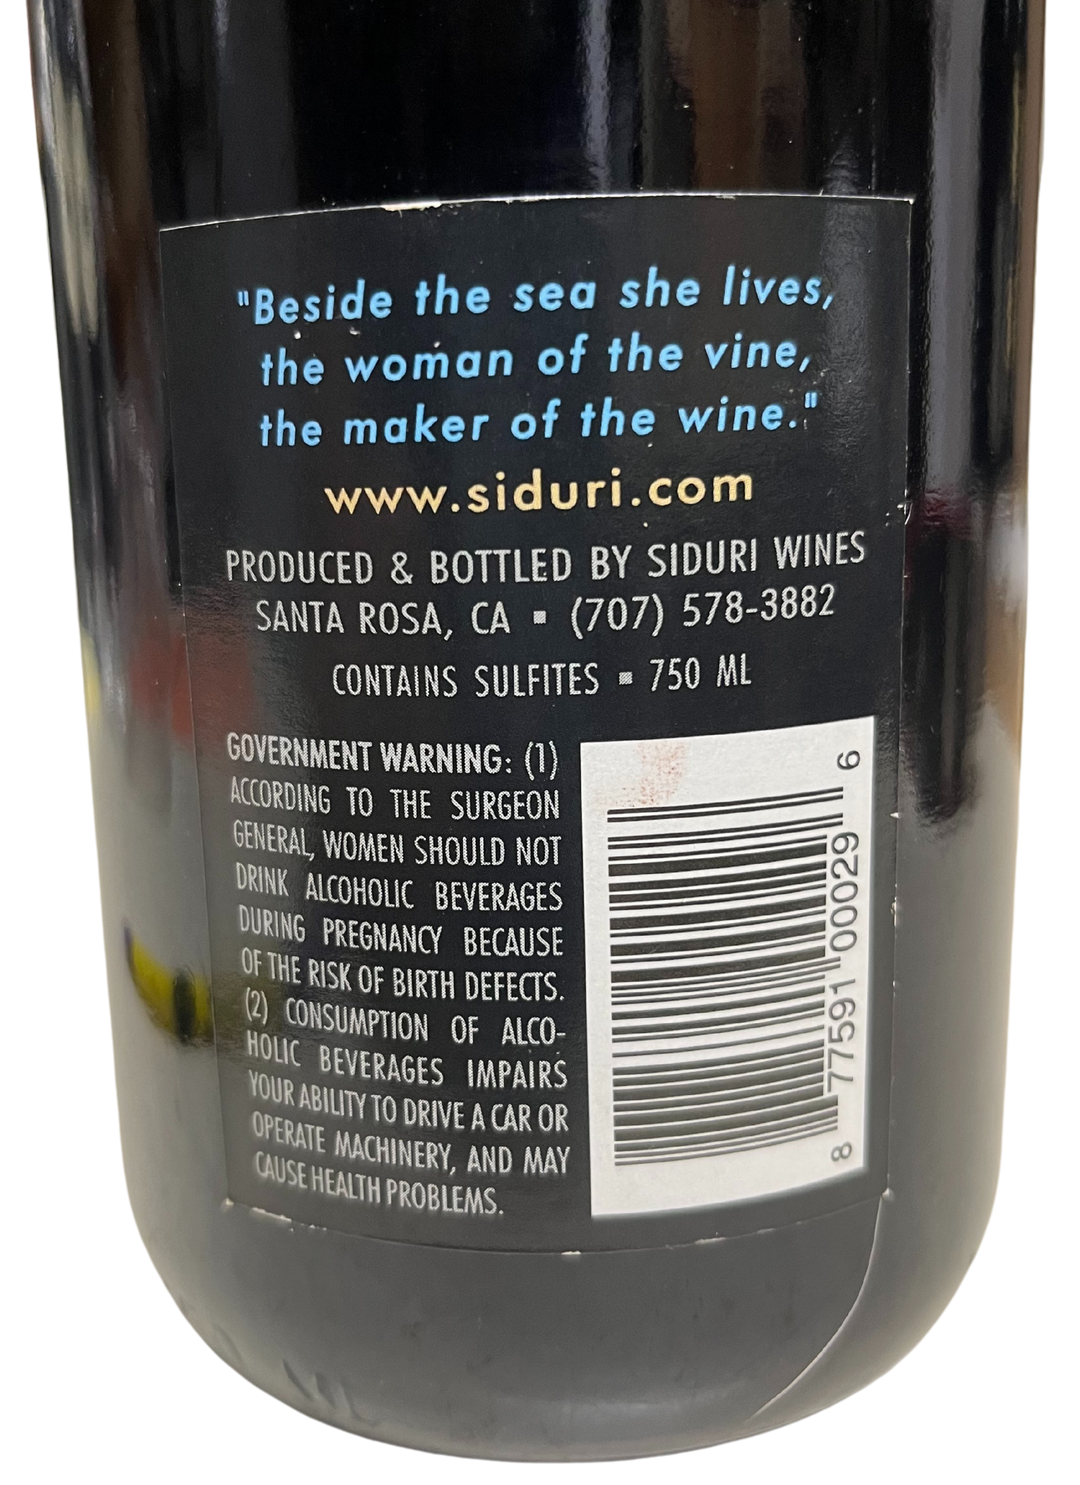 "Beside the sea she lives,
the woman of the vine,
the maker of the wine."
www.siduri.com
PRODUCED & BOTTLED BY SIDURI WINES
SANTA ROSA, CA ▪ (707) 578-3882
CONTAINS SULFITES ▪ 750 ML
GOVERNMENT WARNING: (1)
ACCORDING TO THE SURGEON
GENERAL, WOMEN SHOULD NOT
DRINK ALCOHOLIC BEVERAGES
DURING PREGNANCY BECAUSE
OF THE RISK OF BIRTH DEFECTS.
(2) CONSUMPTION OF ALCO-
HOLIC BEVERAGES IMPAIRS
YOUR ABILITY TO DRIVE A CAR OR
OPERATE MACHINERY, AND MAY
CAUSE HEALTH PROBLEMS.
8 77591 00029 6